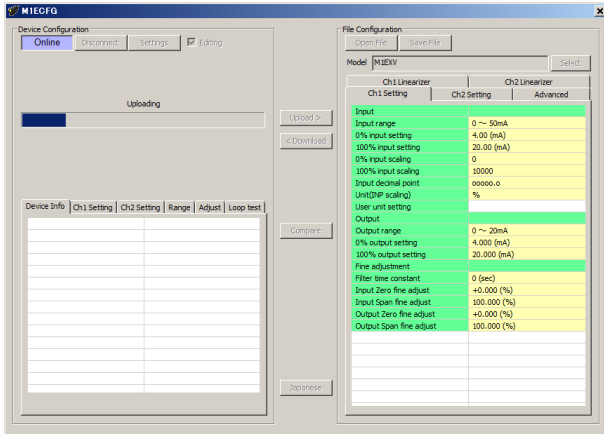 M1ECFG
Device Configuration
Online Disconnect Settings Editing
Uploading
Device Info Ch1 Setting Ch2 Setting Range Adjust Loop test
Upload >
< Download
Compare
Japanese
File Configuration
Open File Save File
Model M1EXV Select
Ch1 Linearizer Ch2 Linearizer
Ch1 Setting Ch2 Setting Advanced
Input
Input range 0 ～ 50mA
0% input setting 4.00 (mA)
100% input setting 20.00 (mA)
0% input scaling 0
100% input scaling 10000
Input decimal point ooooo.o
Unit(INP scaling) %
User unit setting
Output
Output range 0 ～ 20mA
0% output setting 4.000 (mA)
100% output setting 20.000 (mA)
Fine adjustment
Filter time constant 0 (sec)
Input Zero fine adjust +0.000 (%)
Input Span fine adjust 100.000 (%)
Output Zero fine adjust +0.000 (%)
Output Span fine adjust 100.000 (%)